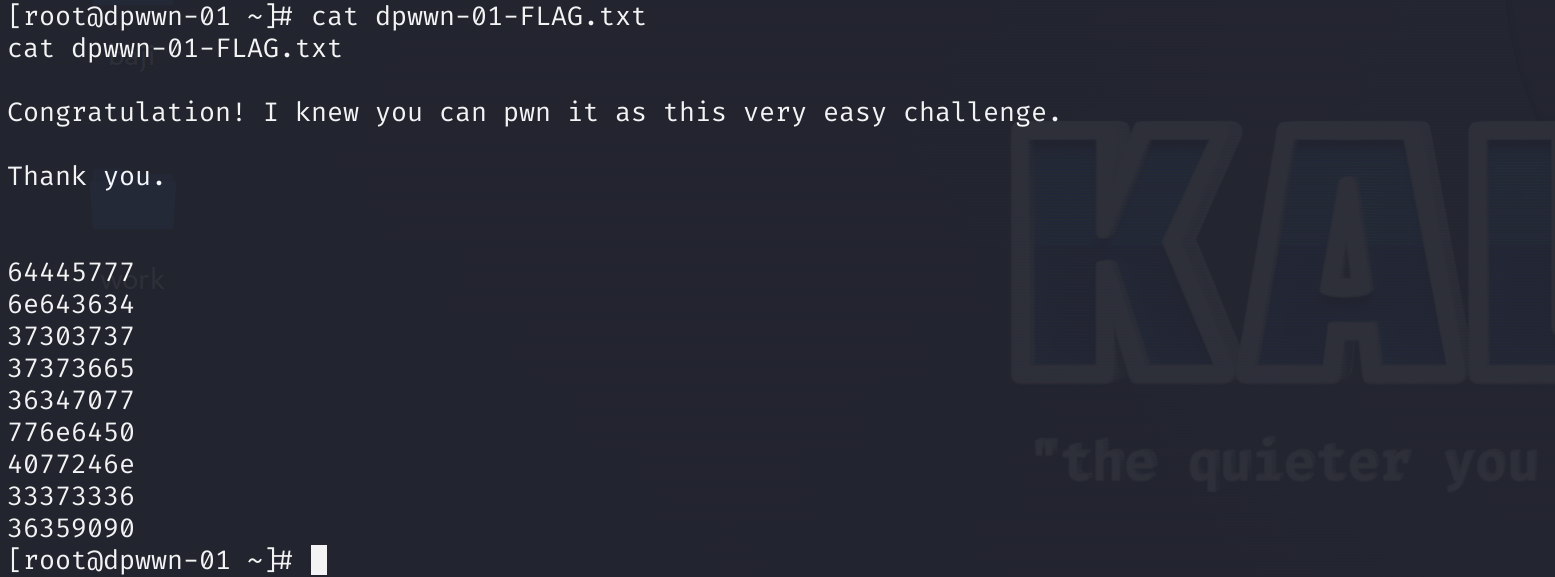 [root@dpwwn-01 ~]# cat dpwwn-01-FLAG.txt
cat dpwwn-01-FLAG.txt
Congratulation! I knew you can pwn it as this very easy challenge.
Thank you.
64445777
Work
6e643634
37303737
37373665
36347077
776e6450
4077246e
"the quieter you
33373336
36359090
[root@dpwwn-01 ~]#